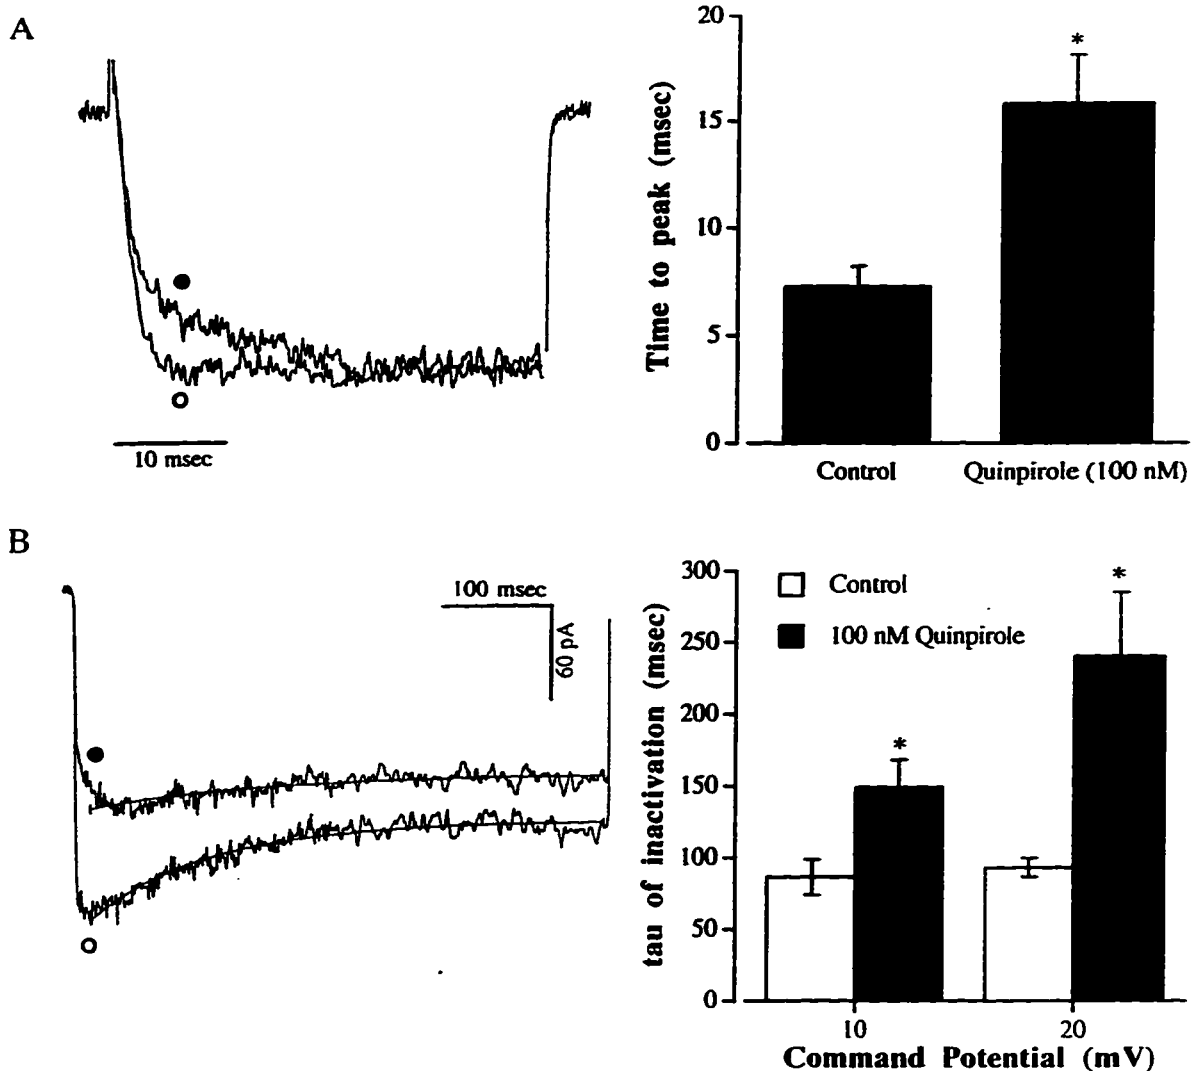 A
10 msec
Time to peak (msec)
20
15
10
5
0
*
Control
Quinpirole (100 nM)
B
100 msec
60 pA
tau of inactivation (msec)
300
250
200
150
100
50
0
Control
100 nM Quinpirole
*
*
10
20
Command Potential (mV)